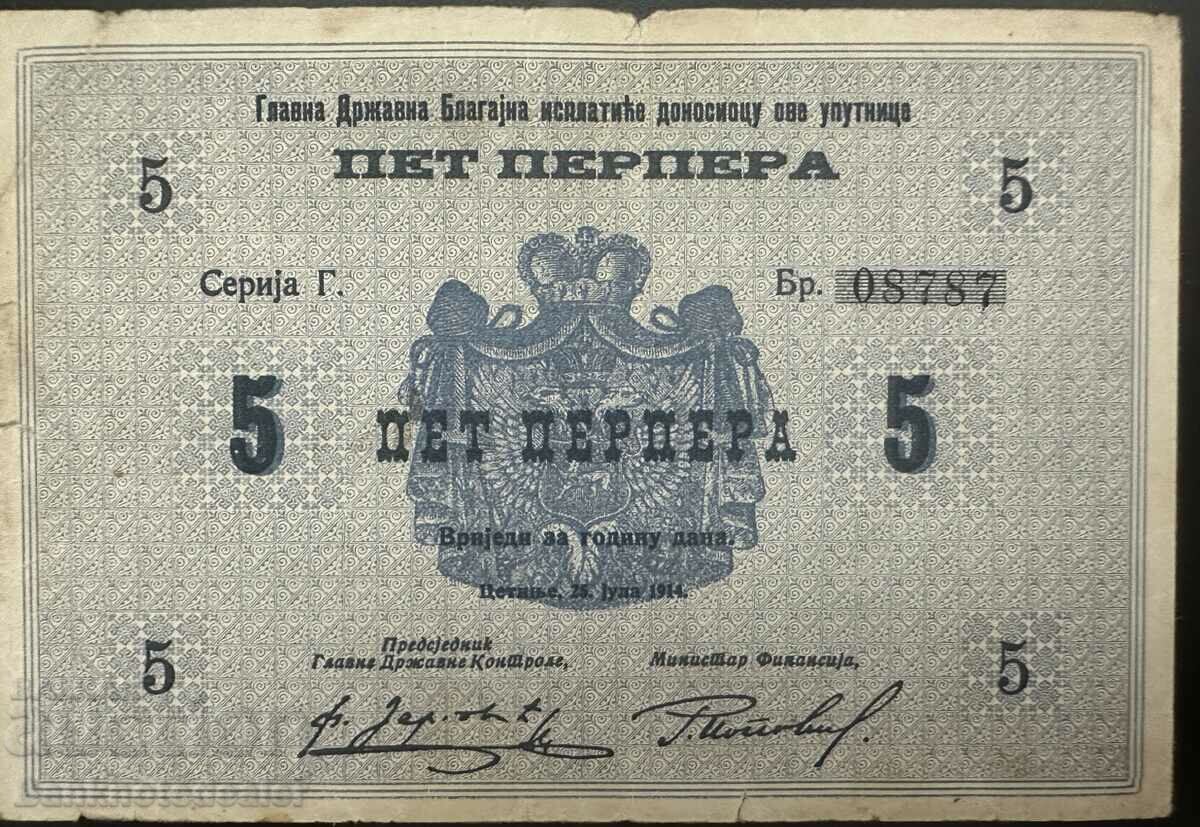 Главна Државна Благајна исплатиће доносиоцу ове упутнице
ПЕТ ПЕРПЕРА
5 5
Серија Г. Бр. 08787
5 ПЕТ ПЕРПЕРА 5
Вриједи за годину дана.
Цетиње, 25. Јула 1914.
Предсједник
Главне Државне Контроле, Министар Финансија,
5 5
Banknotedealer